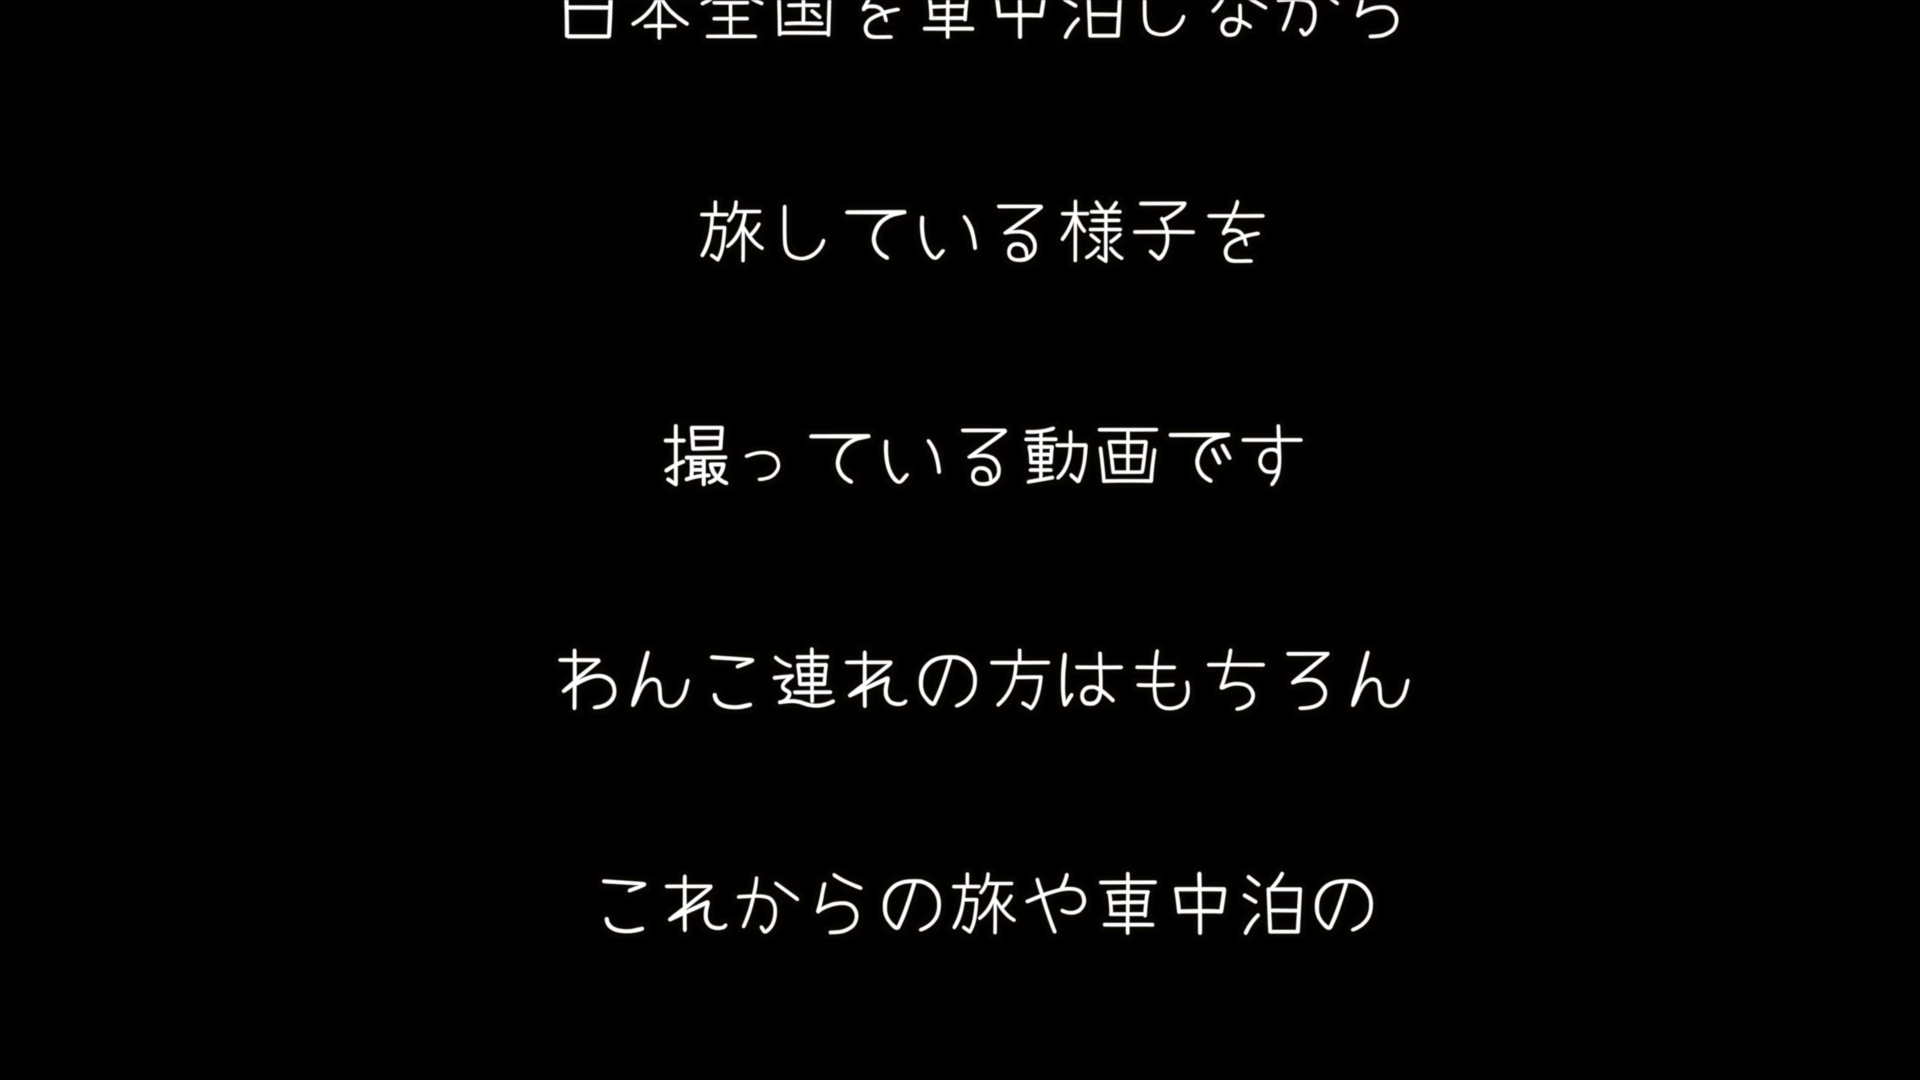 日本全国を車中泊しながら
旅している様子を
撮っている動画です
わんこ連れの方はもちろん
これからの旅や車中泊の